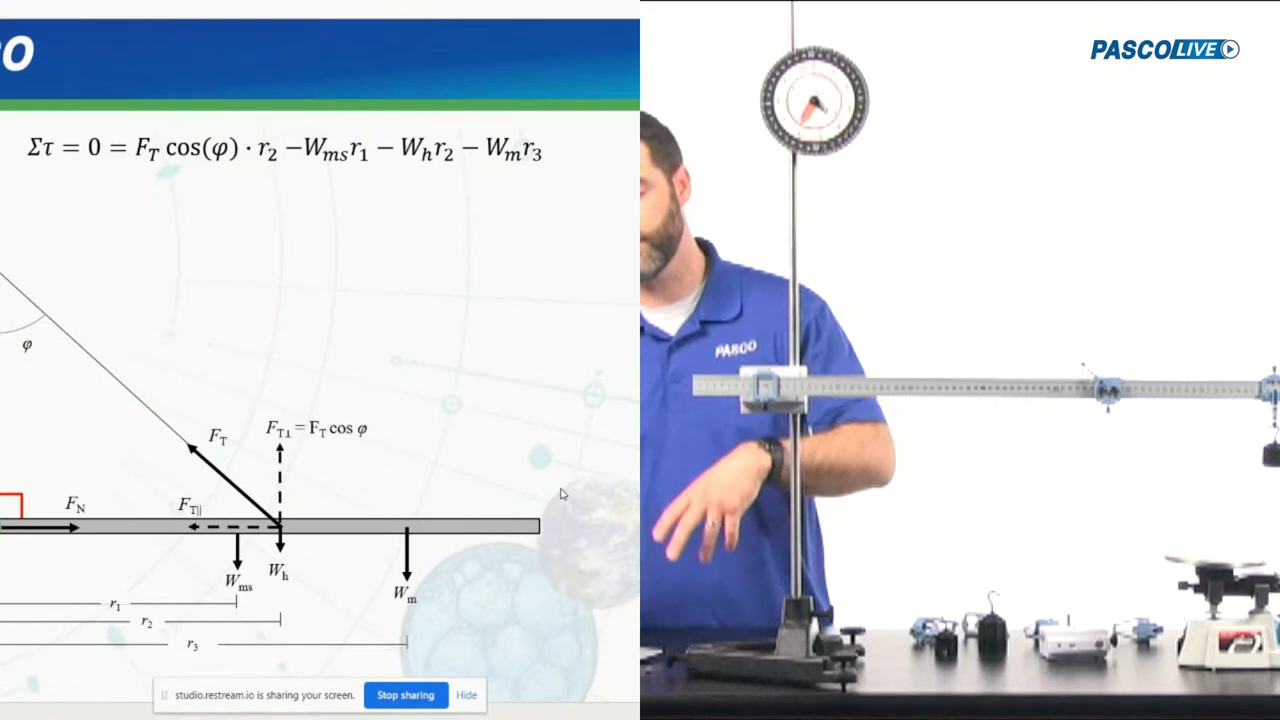 CO
Στ = 0 = F_T cos(φ) · r_2 −W_ms r_1 − W_h r_2 − W_m r_3
φ
F_T
F_T⊥ = F_T cos φ
F_N
F_T||
W_ms
W_h
W_m
r_1
r_2
r_3
studio.restream.io is sharing your screen.
Stop sharing
Hide
PASCO LIVE
PASCO